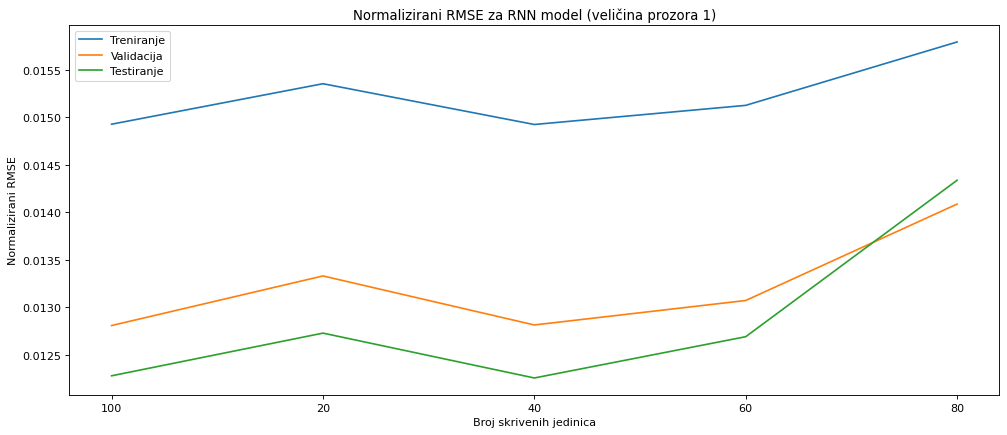 Normalizirani RMSE za RNN model (veličina prozora 1)
Treniranje
Validacija
Testiranje
0.0155
0.0150
0.0145
0.0140
0.0135
0.0130
0.0125
Normalizirani RMSE
100 20 40 60 80
Broj skrivenih jedinica